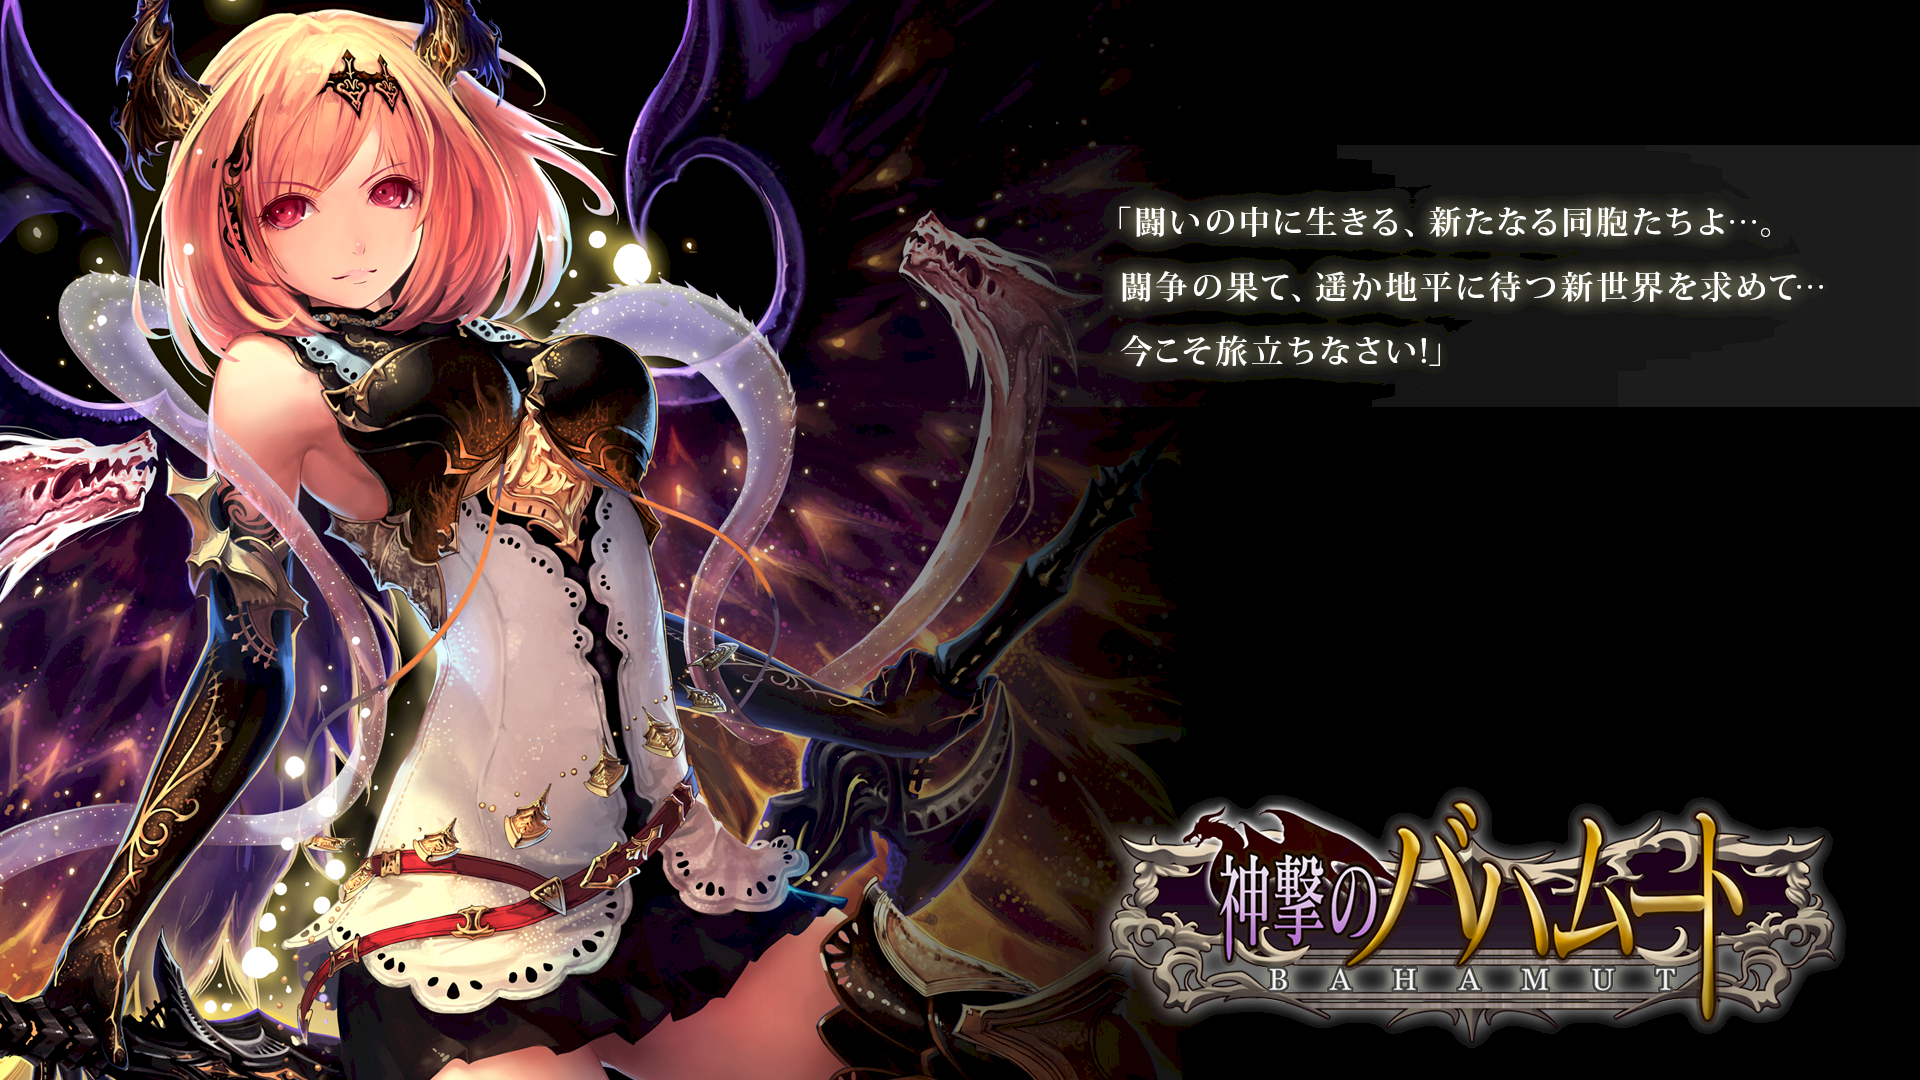 「闘いの中に生きる、新たなる同胞たちよ…。
闘争の果て、遥か地平に待つ新世界を求めて…
今こそ旅立ちなさい!」
神撃のバハムート
BAHAMUT